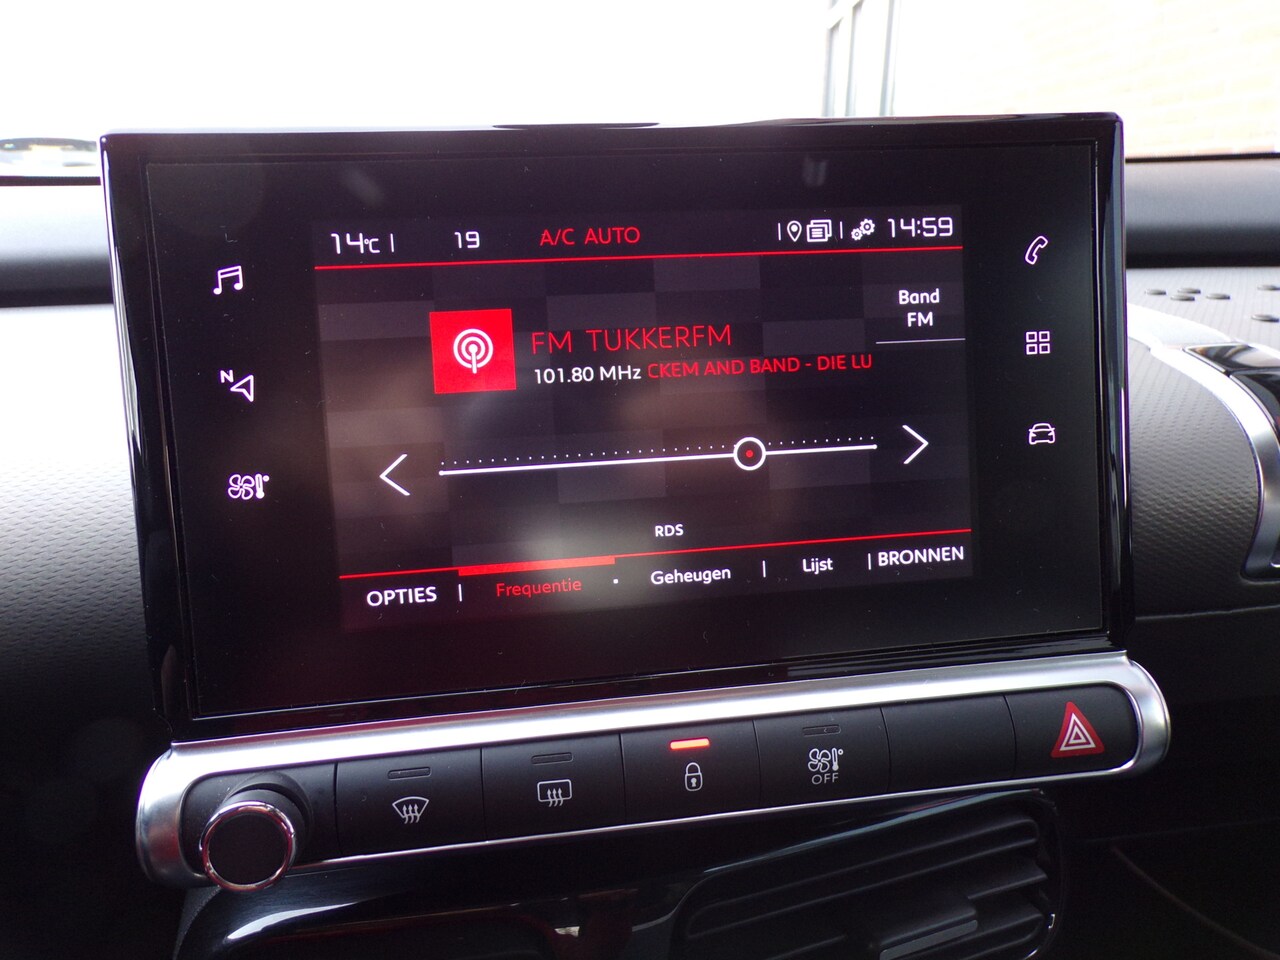 14°C | 19 A/C AUTO 14:59
Band
FM
FM TUKKERFM
101.80 MHz CKEM AND BAND - DIE LU
N
RDS
OPTIES | Frequentie · Geheugen | Lijst | BRONNEN
OFF